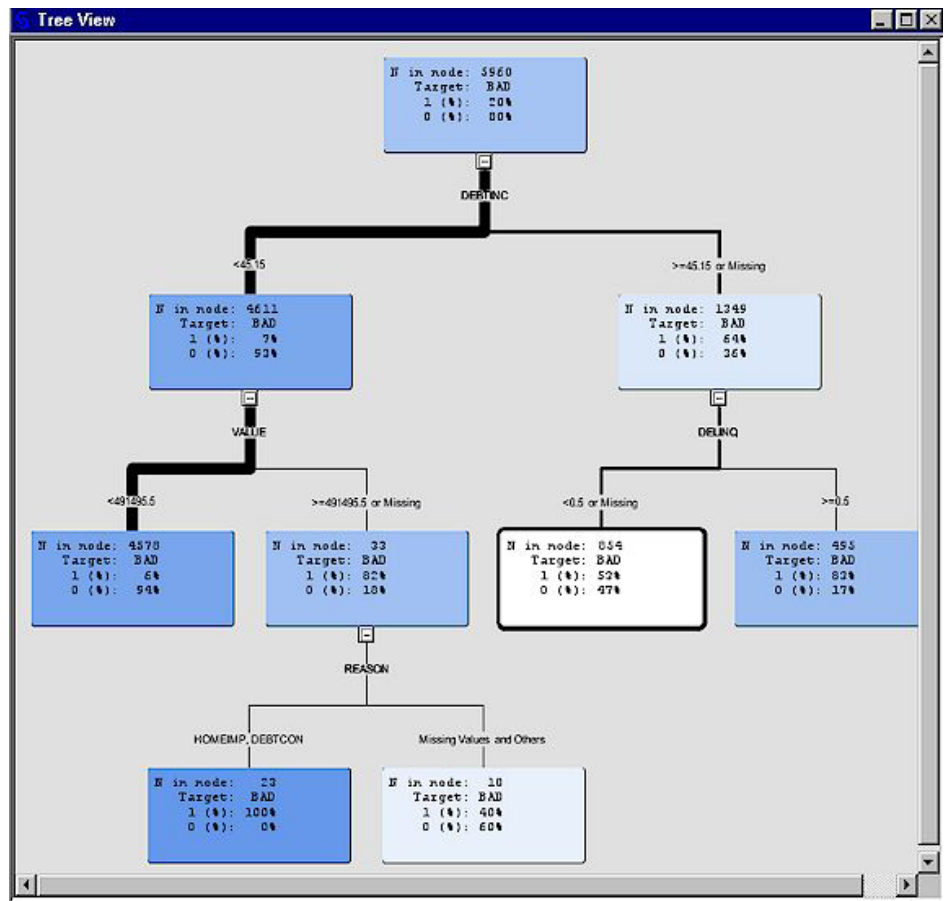 Tree View
N in node: 5960
Target: BAD
1 (%): 20%
0 (%): 80%
DEBTINC
<45.15
>=45.15 or Missing
N in node: 4611
Target: BAD
1 (%): 7%
0 (%): 93%
N in node: 1349
Target: BAD
1 (%): 64%
0 (%): 36%
VALUE
DELINQ
<491495.5
>=491495.5 or Missing
<0.5 or Missing
>=0.5
N in node: 4578
Target: BAD
1 (%): 6%
0 (%): 94%
N in node: 33
Target: BAD
1 (%): 82%
0 (%): 18%
N in node: 854
Target: BAD
1 (%): 53%
0 (%): 47%
N in node: 495
Target: BAD
1 (%): 83%
0 (%): 17%
REASON
HOMEIMP, DEBTCON
Missing Values and Others
N in node: 23
Target: BAD
1 (%): 100%
0 (%): 0%
N in node: 10
Target: BAD
1 (%): 40%
0 (%): 60%